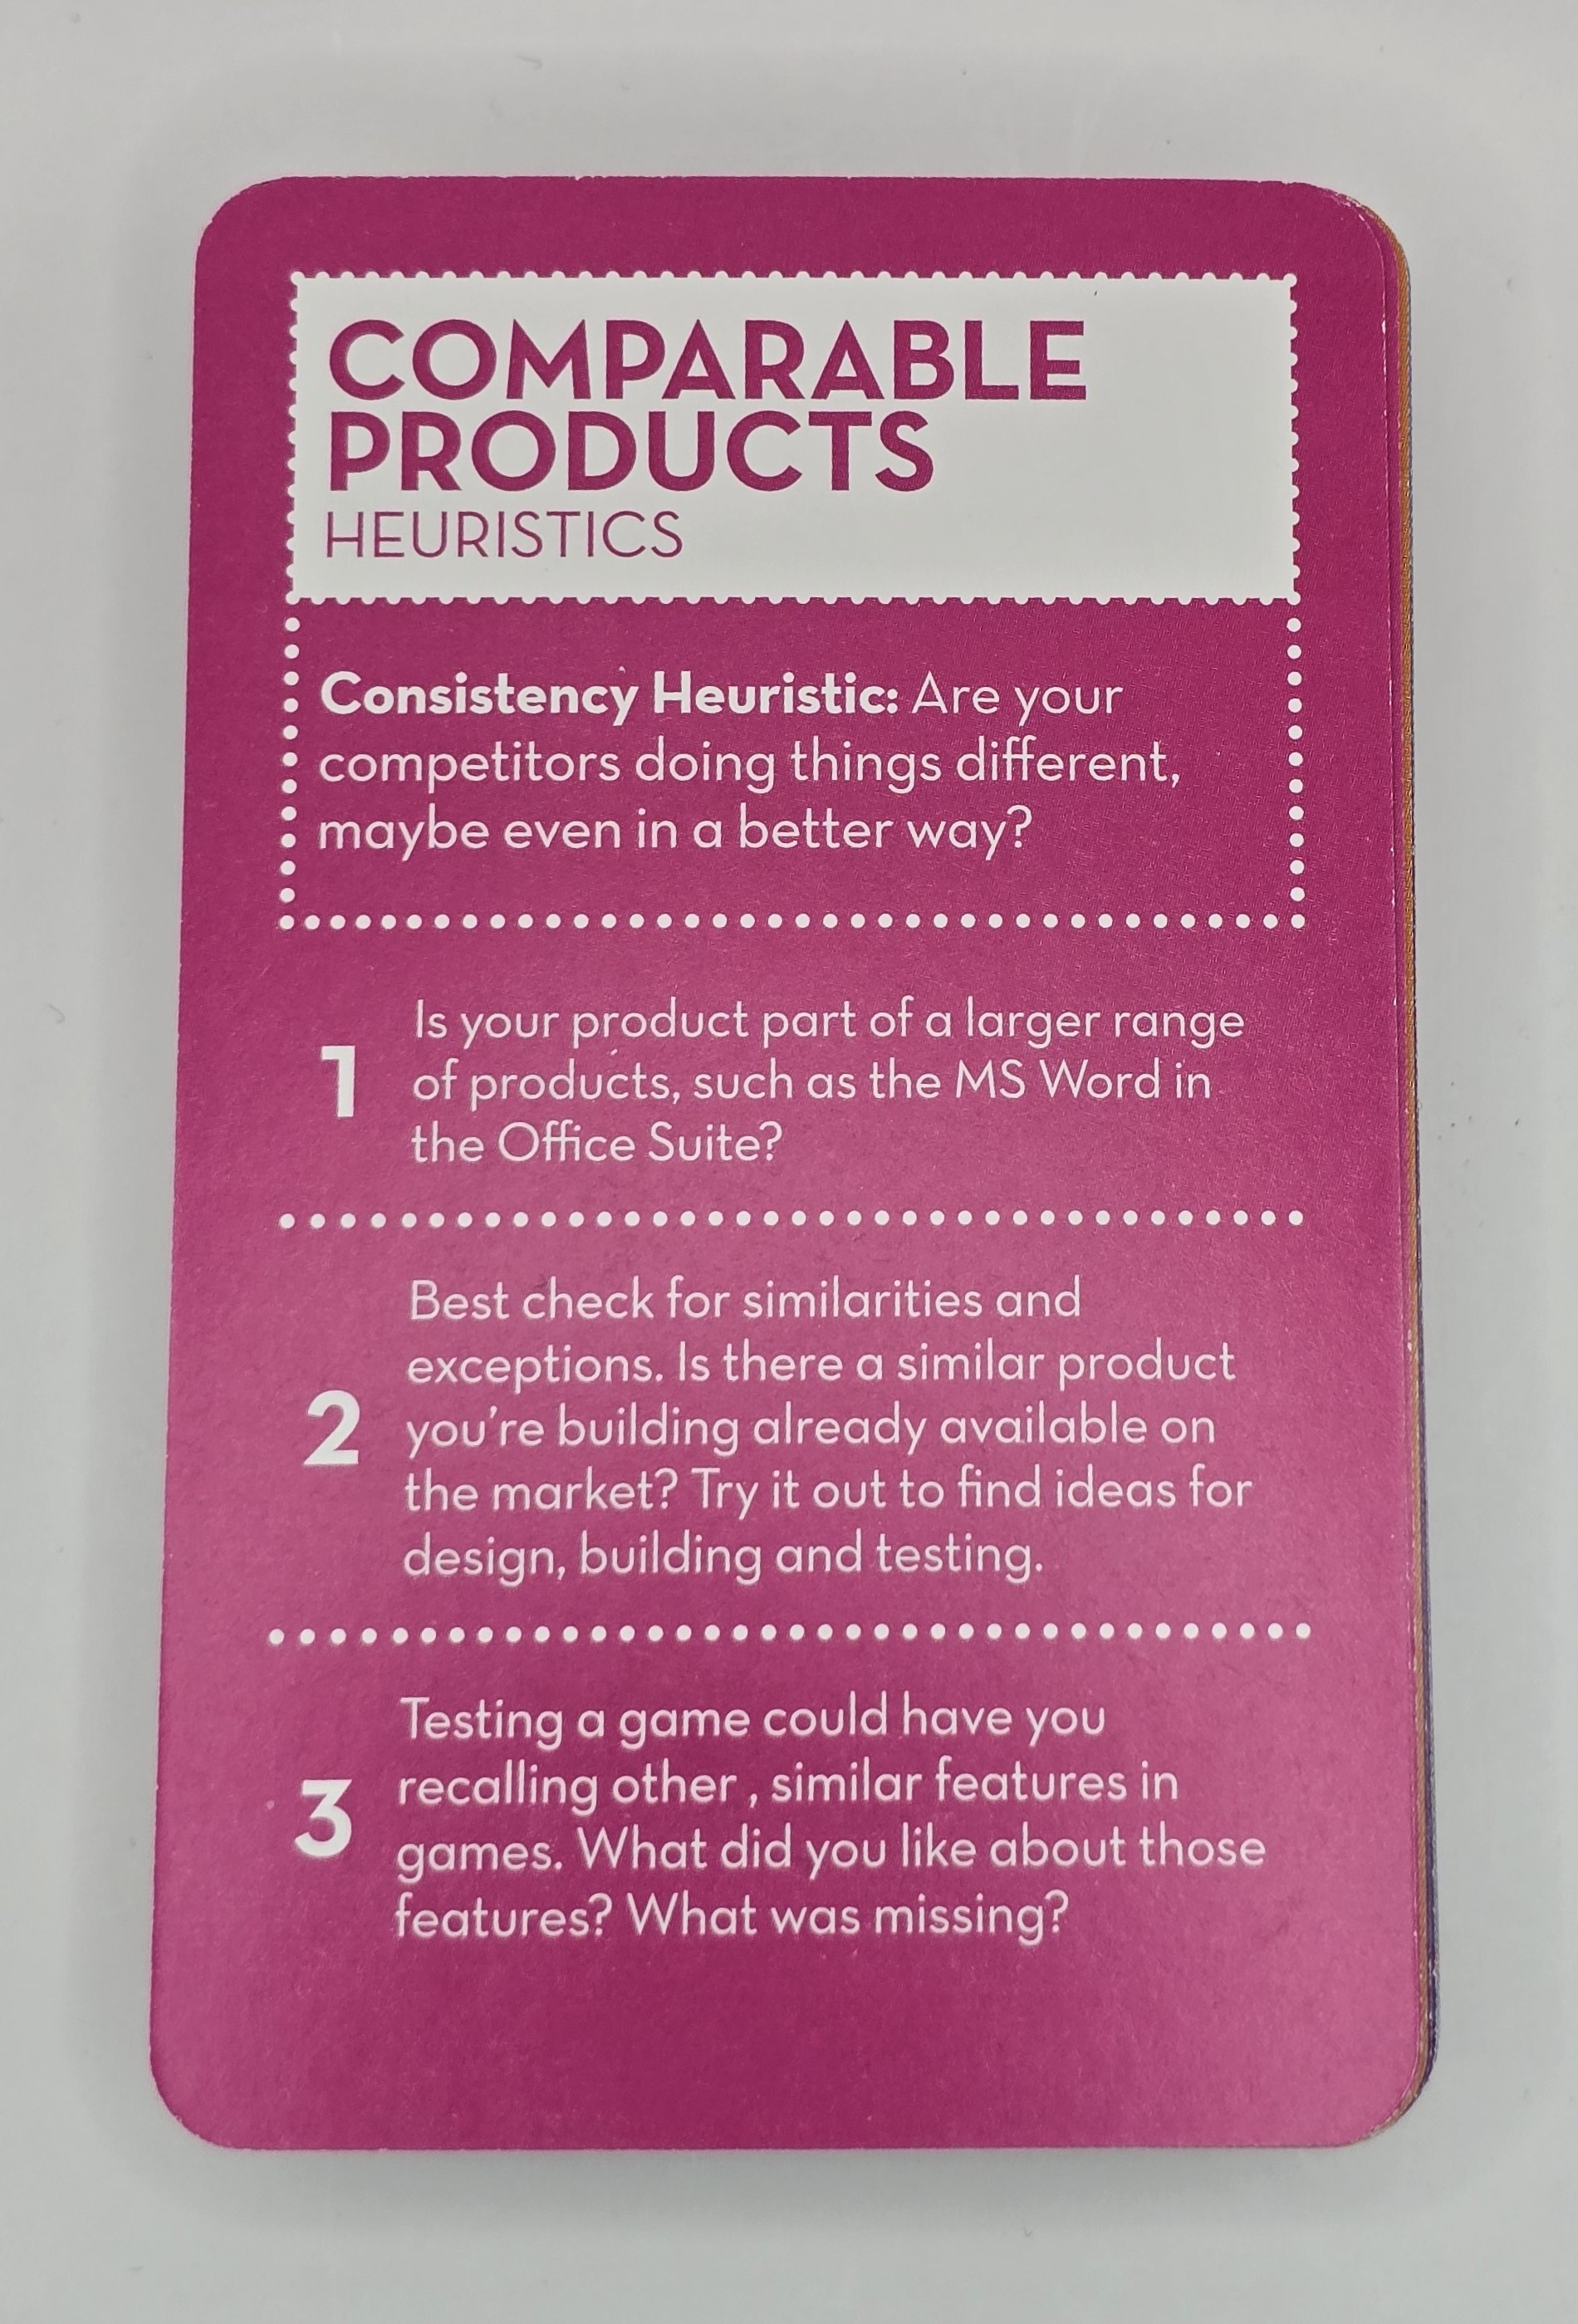 COMPARABLE
PRODUCTS
HEURISTICS
Consistency Heuristic: Are your
competitors doing things different,
maybe even in a better way?
1
Is your product part of a larger range
of products, such as the MS Word in
the Office Suite?
2
Best check for similarities and
exceptions. Is there a similar product
you're building already available on
the market? Try it out to find ideas for
design, building and testing.
3
Testing a game could have you
recalling other , similar features in
games. What did you like about those
features? What was missing?